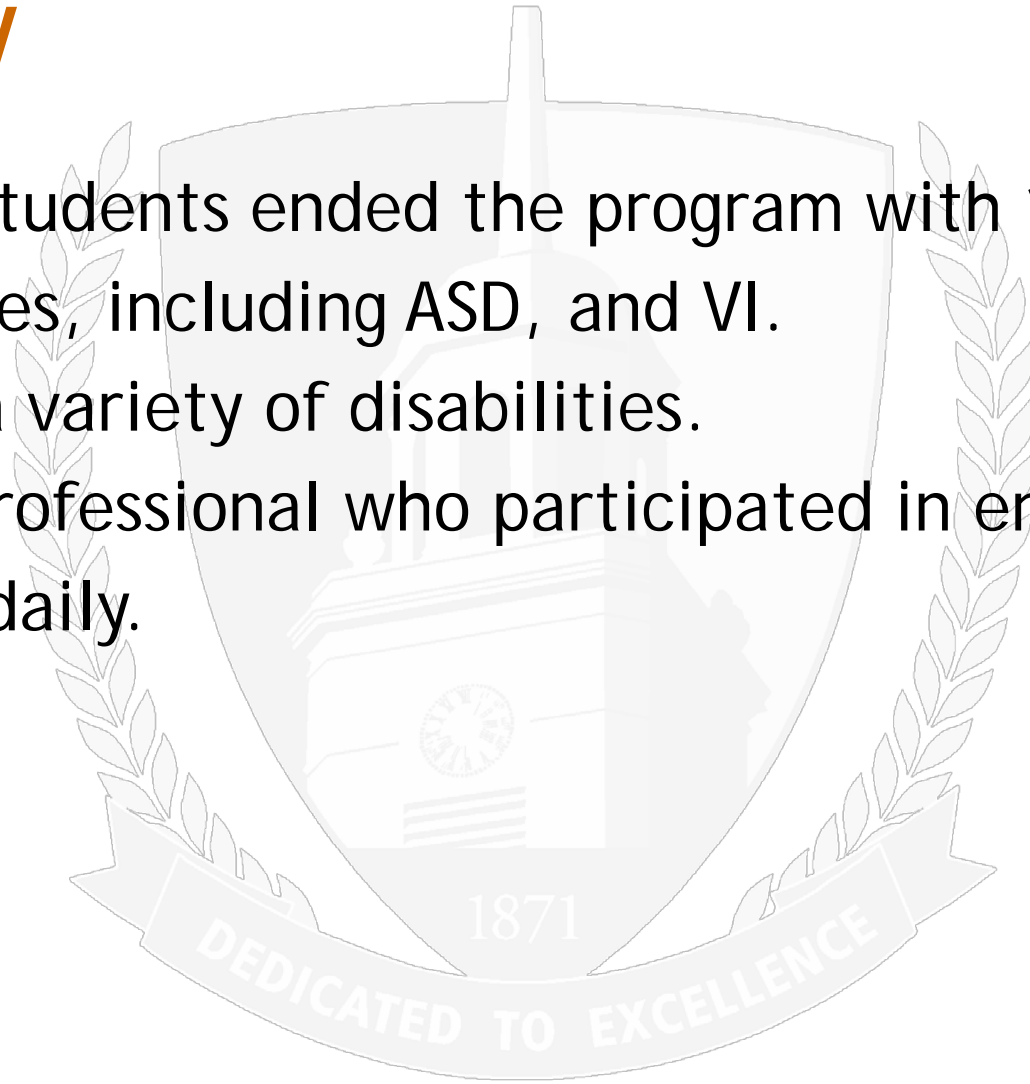 y
tudents ended the program with
es, including ASD, and VI.
a variety of disabilities.
rofessional who participated in
daily.
1871
DEDICATED TO EXCELLENCE